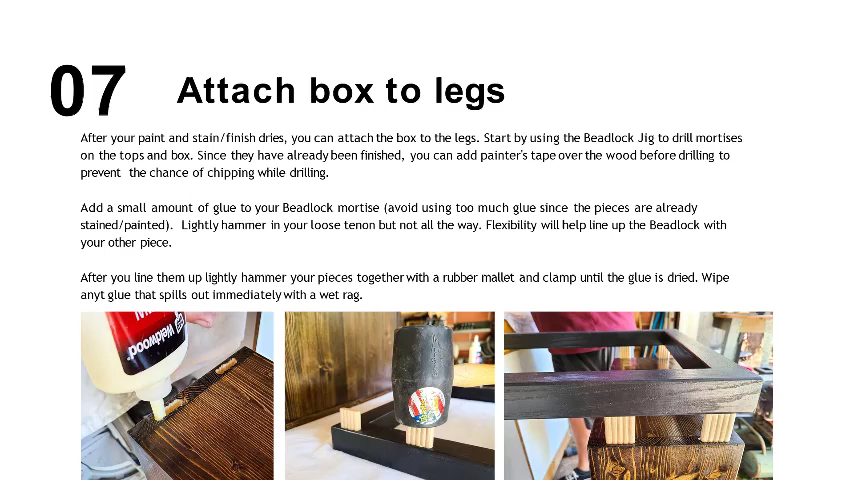 07 Attach box to legs
After your paint and stain/finish dries, you can attach the box to the legs. Start by using the Beadlock Jig to drill mortises
on the tops and box. Since they have already been finished, you can add painter's tape over the wood before drilling to
prevent the chance of chipping while drilling.
Add a small amount of glue to your Beadlock mortise (avoid using too much glue since the pieces are already
stained/painted). Lightly hammer in your loose tenon but not all the way. Flexibility will help line up the Beadlock with
your other piece.
After you line them up lightly hammer your pieces together with a rubber mallet and clamp until the glue is dried. Wipe
anyt glue that spills out immediately with a wet rag.
Weldwood